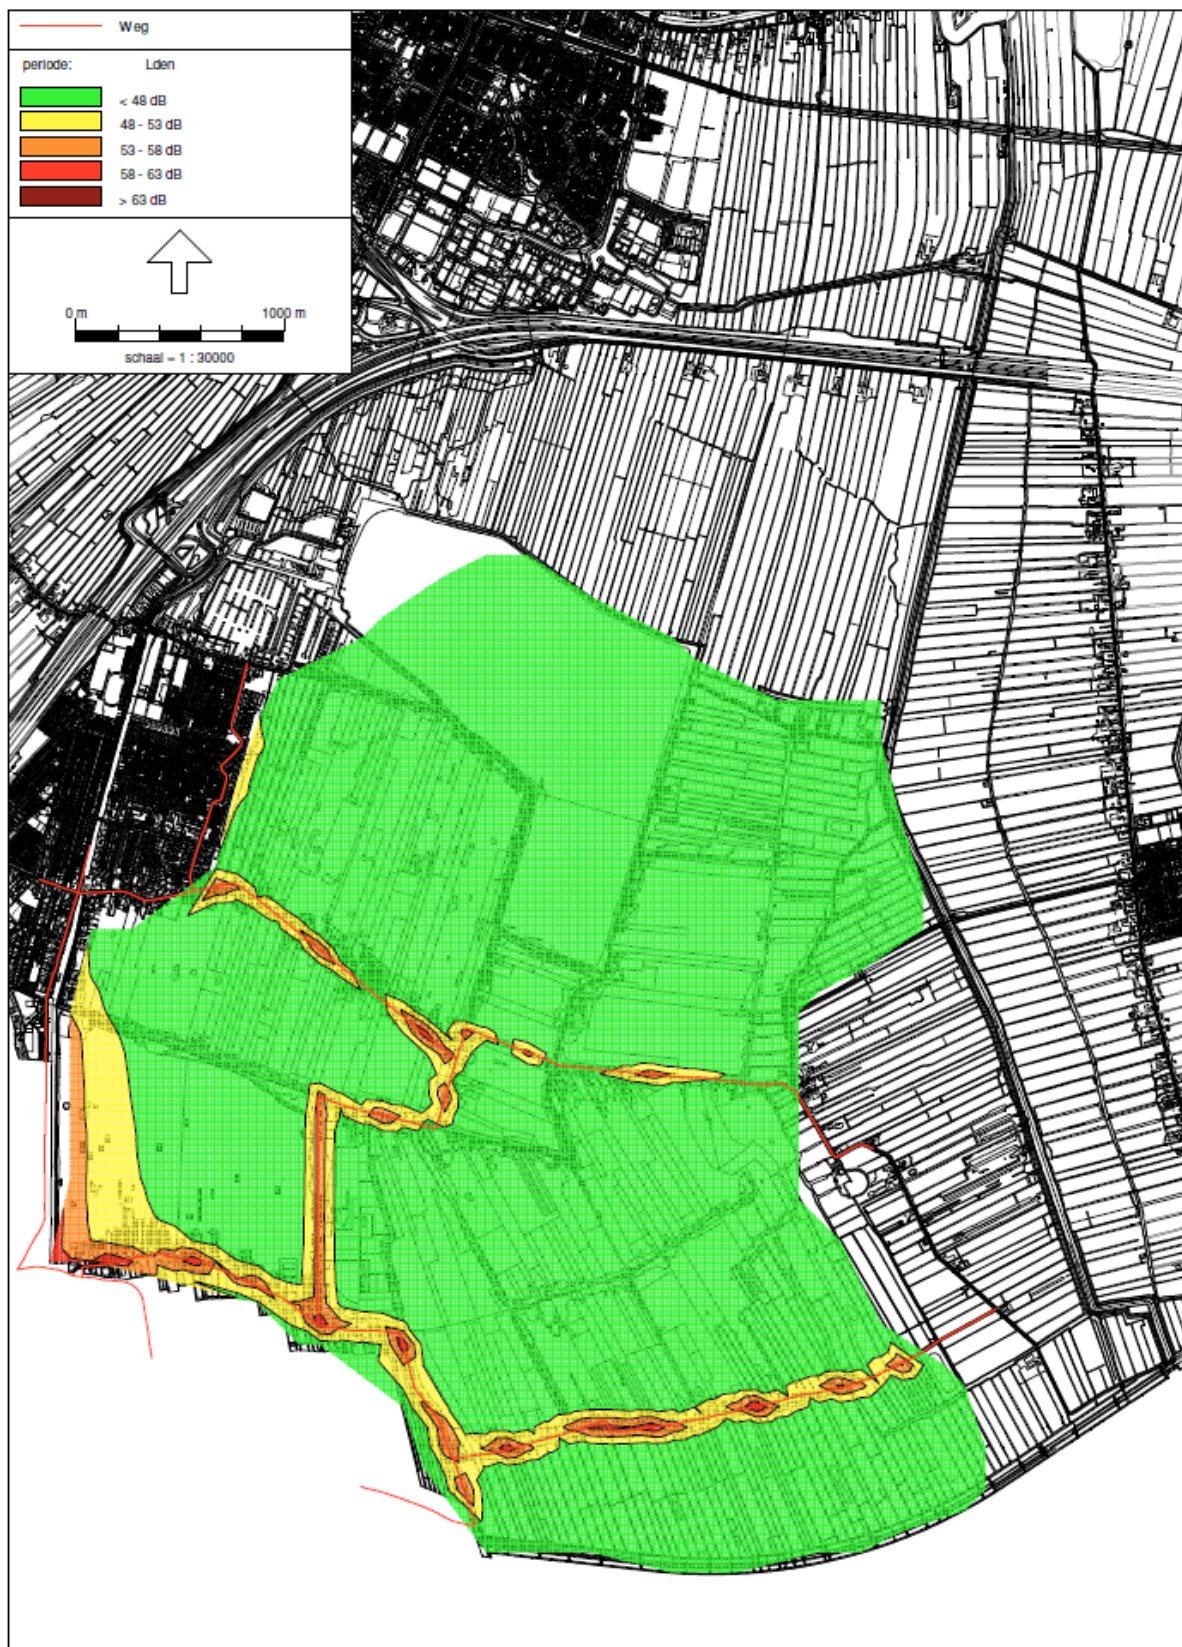 Weg
periode: Lden
< 48 dB
48 - 53 dB
53 - 58 dB
58 - 63 dB
> 63 dB
0 m 1000 m
schaal = 1 : 30000